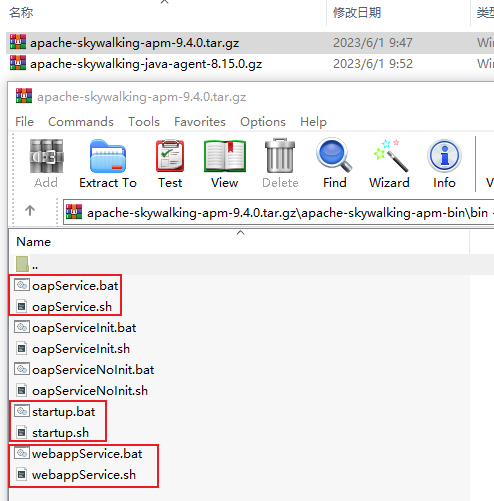 名称 修改日期 类型
apache-skywalking-apm-9.4.0.tar.gz 2023/6/1 9:47 Win
apache-skywalking-java-agent-8.15.0.gz 2023/6/1 9:52 Win
apache-skywalking-apm-9.4.0.tar.gz
File Commands Tools Favorites Options Help
Add Extract To Test View Delete Find Wizard Info V
apache-skywalking-apm-9.4.0.tar.gz\apache-skywalking-apm-bin\bin -
Name
..
oapService.bat
oapService.sh
oapServiceInit.bat
oapServiceInit.sh
oapServiceNoInit.bat
oapServiceNoInit.sh
startup.bat
startup.sh
webappService.bat
webappService.sh